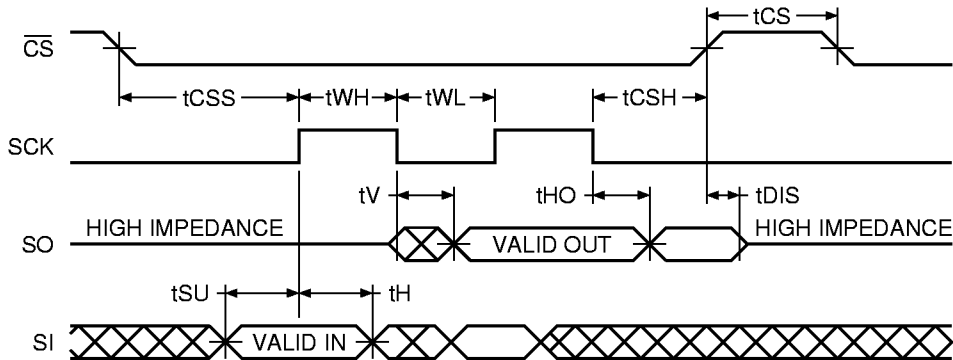 tCS
CS
tCSS
tWH
tWL
tCSH
SCK
tV
tHO
tDIS
HIGH IMPEDANCE
VALID OUT
HIGH IMPEDANCE
SO
tSU
tH
SI
VALID IN